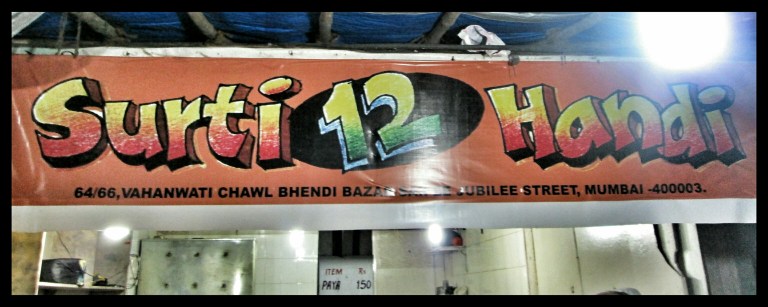 Surti 12 Handi
64/66, VAHANWATI CHAWL BHENDI BAZAR JUBILEE STREET, MUMBAI -400003.
ITEM Rs
PAYA 150